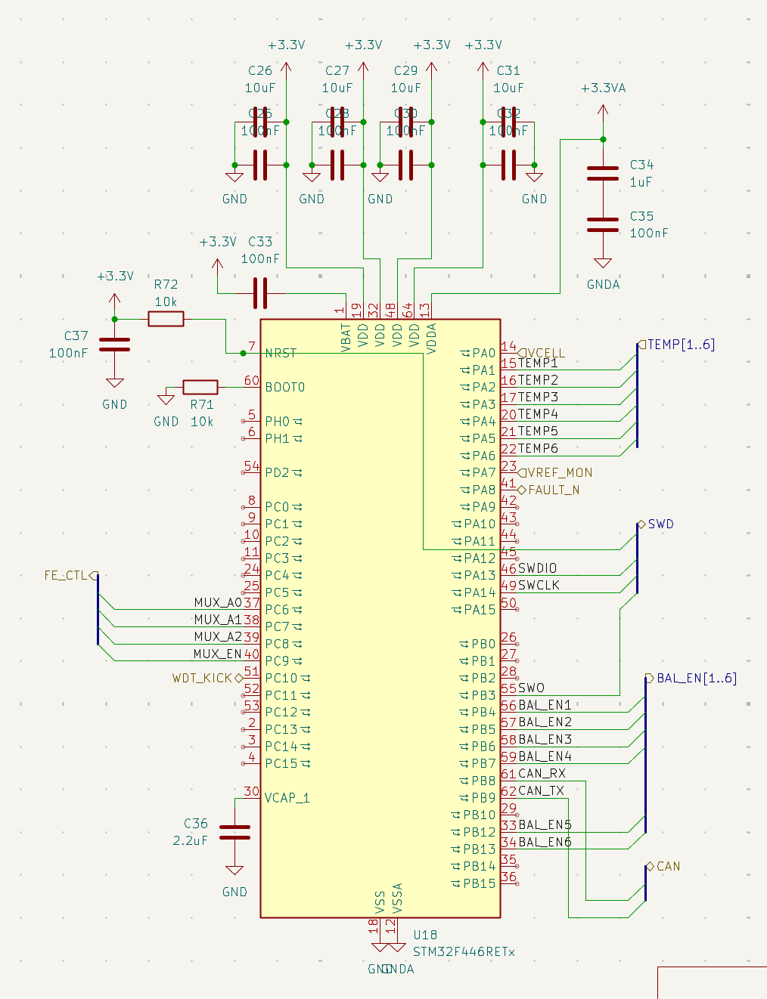 +3.3V +3.3V +3.3V +3.3V
C26 C27 C29 C31
10uF 10uF 10uF 10uF
+3.3VA
C25 C28 C30 C32
100nF 100nF 100nF 100nF
C34
1uF
GND GND GND GND
C35
100nF
+3.3V C33
100nF
+3.3V
R72
10k
GNDA
1 19 32 48 64 13
VBAT VDD VDD VDD VDD VDDA
C37
100nF
7 NRST
GND
60 BOOT0
GND
R71
10k
5 PH0
6 PH1
54 PD2
8 PC0
9 PC1
10 PC2
11 PC3
24 PC4
25 PC5
FE_CTL
MUX_A0 37 PC6
MUX_A1 38 PC7
MUX_A2 39 PC8
MUX_EN 40 PC9
WDT_KICK 51 PC10
52 PC11
53 PC12
2 PC13
3 PC14
4 PC15
30 VCAP_1
C36
2.2uF
GND
PA0 14 VCELL
TEMP[1..6]
PA1 15 TEMP1
PA2 16 TEMP2
PA3 17 TEMP3
PA4 20 TEMP4
PA5 21 TEMP5
PA6 22 TEMP6
PA7 23 VREF_MON
PA8 41 FAULT_N
PA9 42
PA10 43
SWD
PA11 44
PA12 45
PA13 46 SWDIO
PA14 49 SWCLK
PA15 50
PB0 26
PB1 27
PB2 28
BAL_EN[1..6]
PB3 55 SWO
PB4 56 BAL_EN1
PB5 57 BAL_EN2
PB6 58 BAL_EN3
PB7 59 BAL_EN4
PB8 61 CAN_RX
PB9 62 CAN_TX
PB10 29
PB12 33 BAL_EN5
PB13 34 BAL_EN6
PB14 35
CAN
PB15 36
VSS VSSA
18 12
U18
STM32F446RETx
GND GNDA